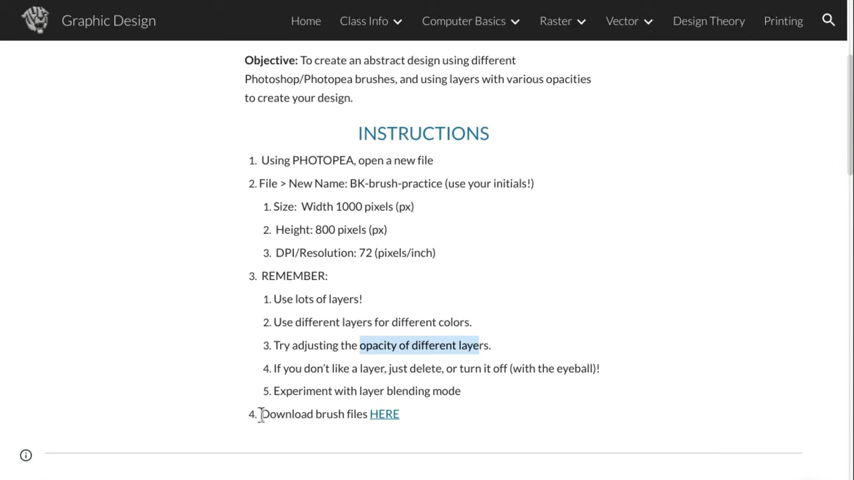 Graphic Design
Home
Class Info
Computer Basics
Raster
Vector
Design Theory
Printing
Objective: To create an abstract design using different
Photoshop/Photopea brushes, and using layers with various opacities
to create your design.
INSTRUCTIONS
1. Using PHOTOPEA, open a new file
2. File > New Name: BK-brush-practice (use your initials!)
1. Size: Width 1000 pixels (px)
2. Height: 800 pixels (px)
3. DPI/Resolution: 72 (pixels/inch)
3. REMEMBER:
1. Use lots of layers!
2. Use different layers for different colors.
3. Try adjusting the opacity of different layers.
4. If you don't like a layer, just delete, or turn it off (with the eyeball)!
5. Experiment with layer blending mode
4. Download brush files HERE